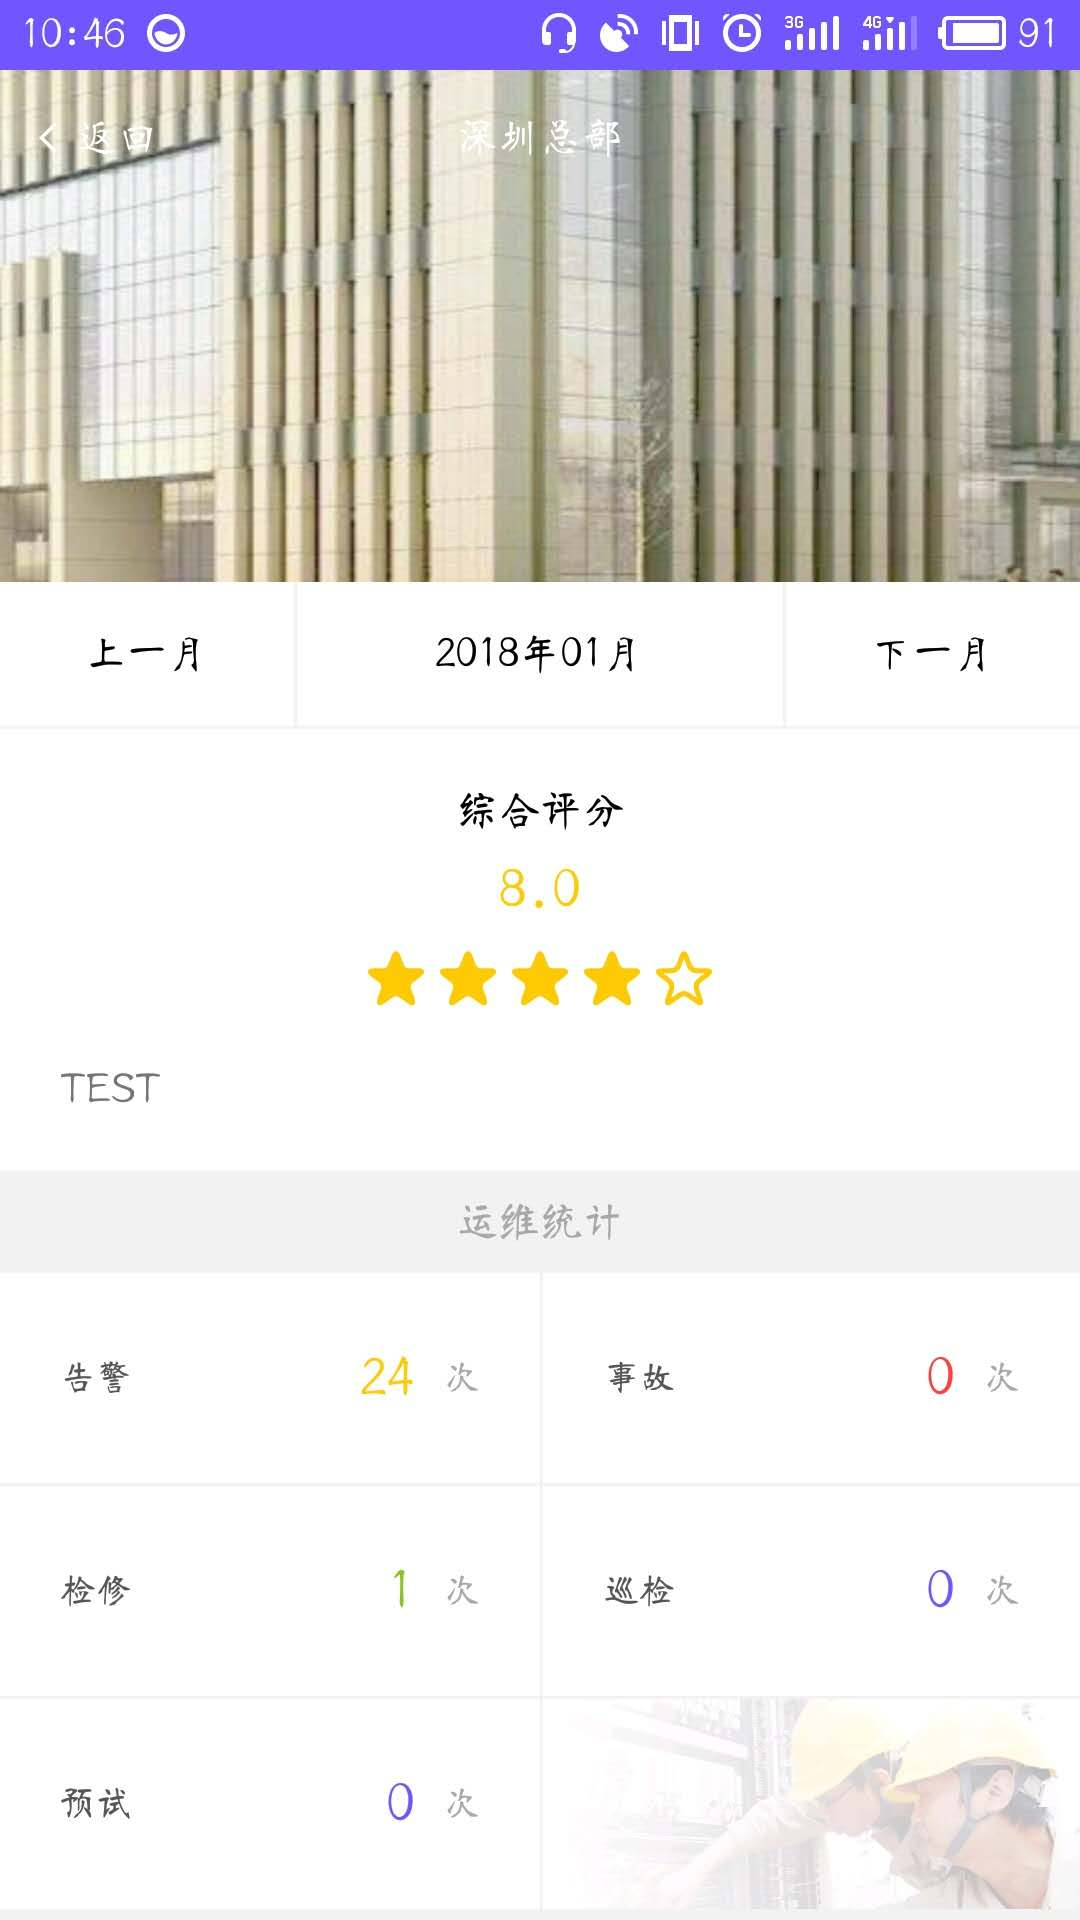 10:46 3G 4G 91
返回 深圳总部
上一月 2018年01月 下一月
综合评分
8.0
TEST
运维统计
告警 24 次 事故 0 次
检修 1 次 巡检 0 次
预试 0 次